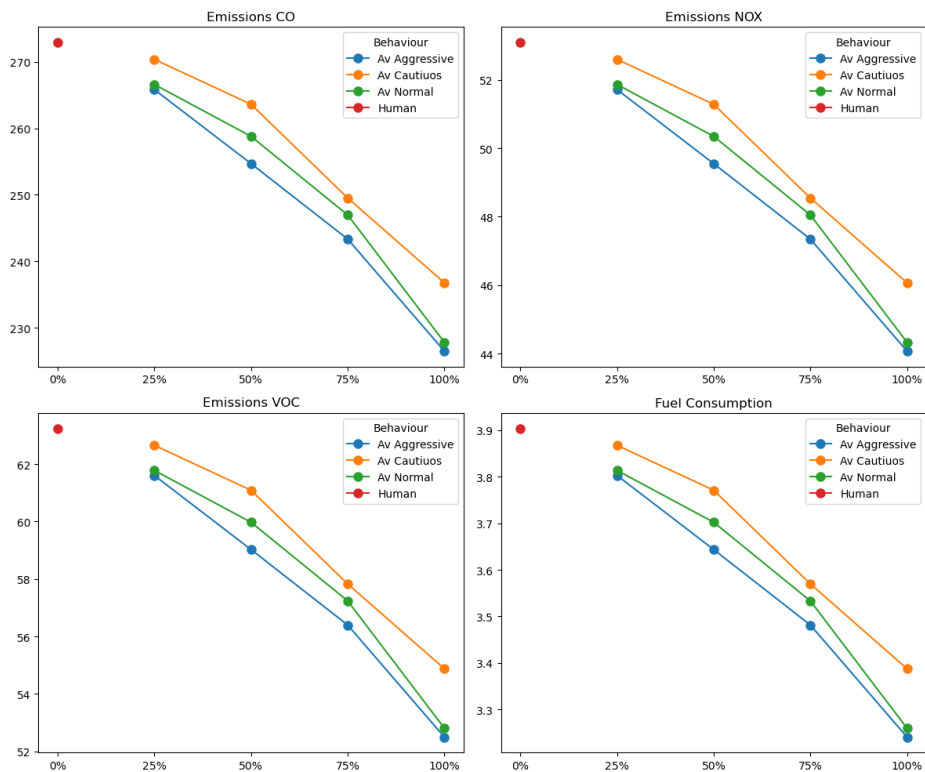 Emissions CO
270
260
250
240
230
0%
25%
50%
75%
100%
Behaviour
Av Aggressive
Av Cautiuos
Av Normal
Human
Emissions NOX
52
50
48
46
44
0%
25%
50%
75%
100%
Behaviour
Av Aggressive
Av Cautiuos
Av Normal
Human
Emissions VOC
62
60
58
56
54
52
0%
25%
50%
75%
100%
Behaviour
Av Aggressive
Av Cautiuos
Av Normal
Human
Fuel Consumption
3.9
3.8
3.7
3.6
3.5
3.4
3.3
0%
25%
50%
75%
100%
Behaviour
Av Aggressive
Av Cautiuos
Av Normal
Human